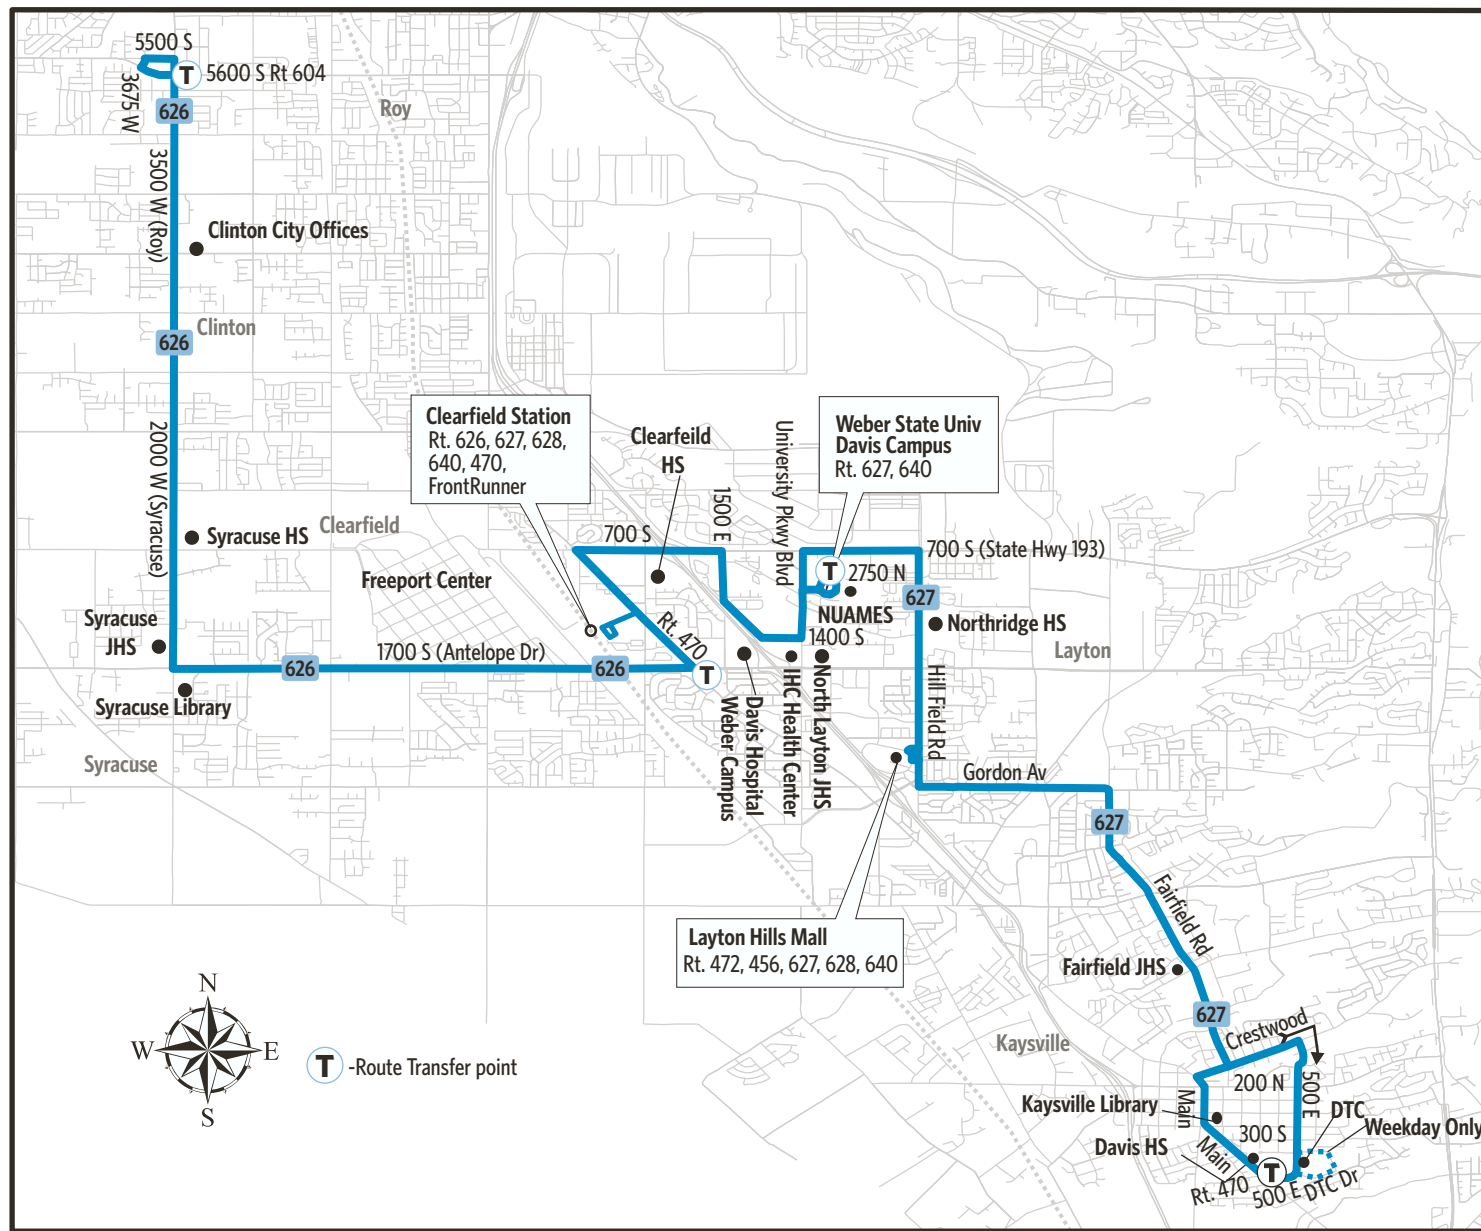 5500 S
T
5600 S Rt 604
3675 W
626
Roy
3500 W (Roy)
Clinton City Offices
Clinton
626
2000 W (Syracuse)
Clearfield Station
Rt. 626, 627, 628,
640, 470,
FrontRunner
Clearfeild
HS
University Pkwy Blvd
Weber State Univ
Davis Campus
Rt. 627, 640
1500 E
Syracuse HS
Clearfield
700 S
700 S (State Hwy 193)
Freeport Center
T
2750 N
NUAMES
627
Northridge HS
Syracuse
JHS
Rt. 470
1400 S
Layton
1700 S (Antelope Dr)
626
626
T
Syracuse Library
Davis Hospital
Weber Campus
IHC Health Center
North Layton JHS
Hill Field Rd
Syracuse
Gordon Av
627
Fairfield Rd
Layton Hills Mall
Rt. 472, 456, 627, 628, 640
Fairfield JHS
N
W
E
S
T
-Route Transfer point
627
Crestwood
Kaysville
200 N
500 E
Main
Kaysville Library
DTC
Weekday Only
300 S
Davis HS
Main
T
Rt. 470
500 E
DTC Dr